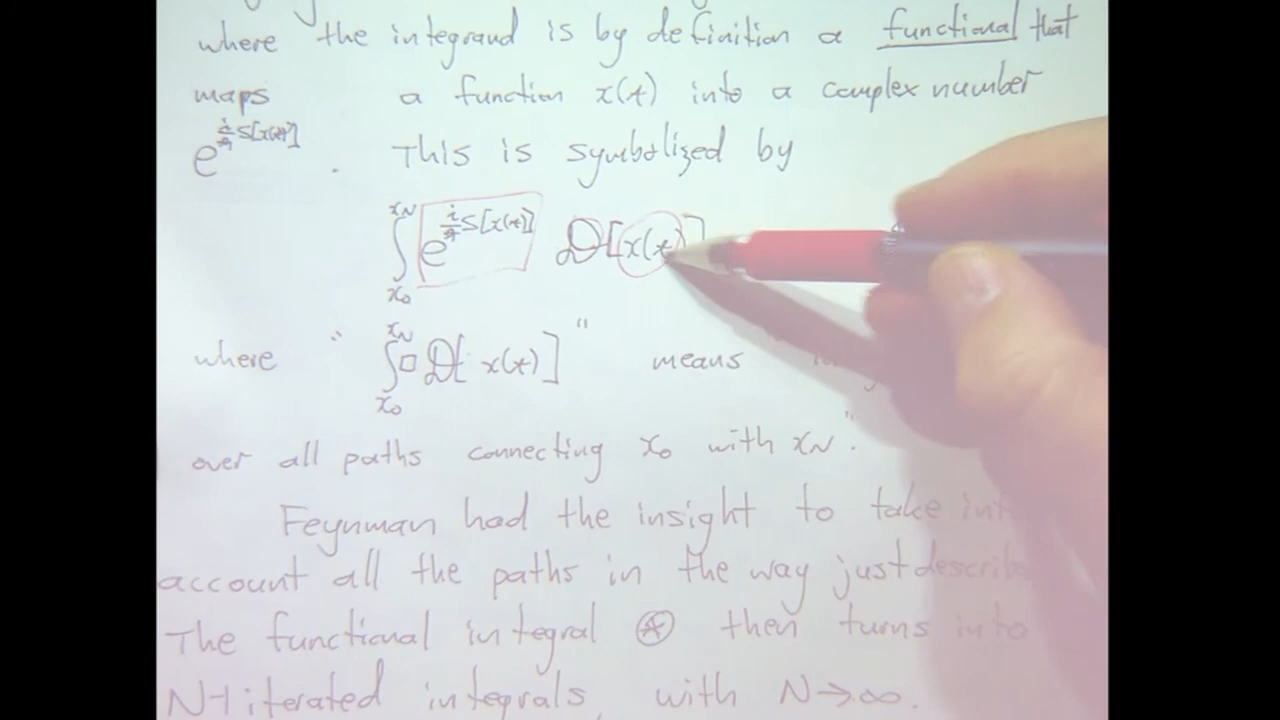 where the integrand is by definition a functional that
maps a function x(t) into a complex number
e^{\frac{i}{ℏ}S[x(t)]} . This is symbolized by
∫_{x_0}^{x_N} e^{\frac{i}{ℏ}S[x(t)]} 𝒟[x(t)]
where " ∫_{x_0}^{x_N} □ 𝒟[x(t)] " means
over all paths connecting x_0 with x_N."
Feynman had the insight to take
account all the paths in the way just
The functional integral ⊛ then turns into
N-1 iterated integrals, with N→∞.